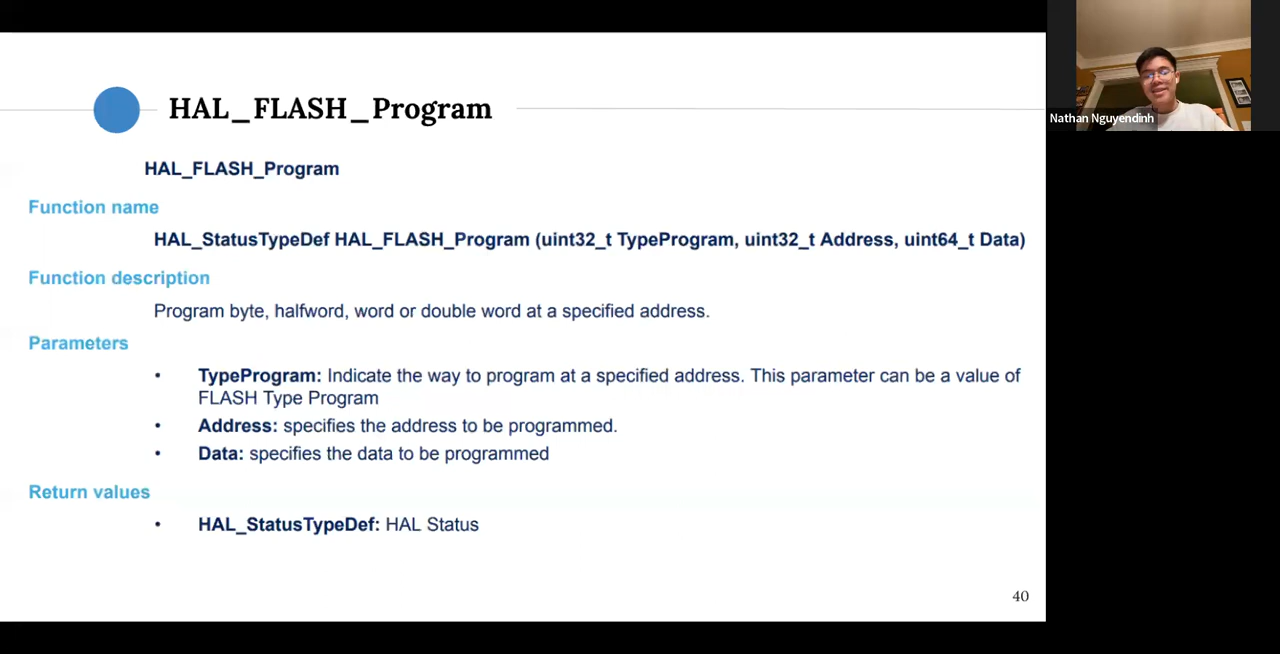 HAL_FLASH_Program
HAL_FLASH_Program
Function name
HAL_StatusTypeDef HAL_FLASH_Program (uint32_t TypeProgram, uint32_t Address, uint64_t Data)
Function description
Program byte, halfword, word or double word at a specified address.
Parameters
• TypeProgram: Indicate the way to program at a specified address. This parameter can be a value of
FLASH Type Program
• Address: specifies the address to be programmed.
• Data: specifies the data to be programmed
Return values
• HAL_StatusTypeDef: HAL Status
40
Nathan Nguyendinh